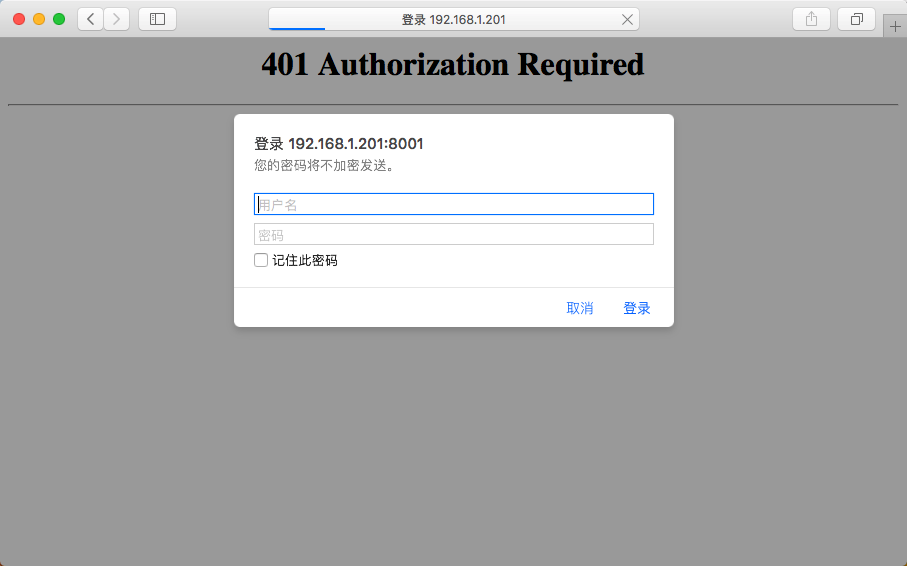 登录 192.168.1.201
401 Authorization Required
登录 192.168.1.201:8001
您的密码将不加密发送。
用户名
密码
记住此密码
取消 登录